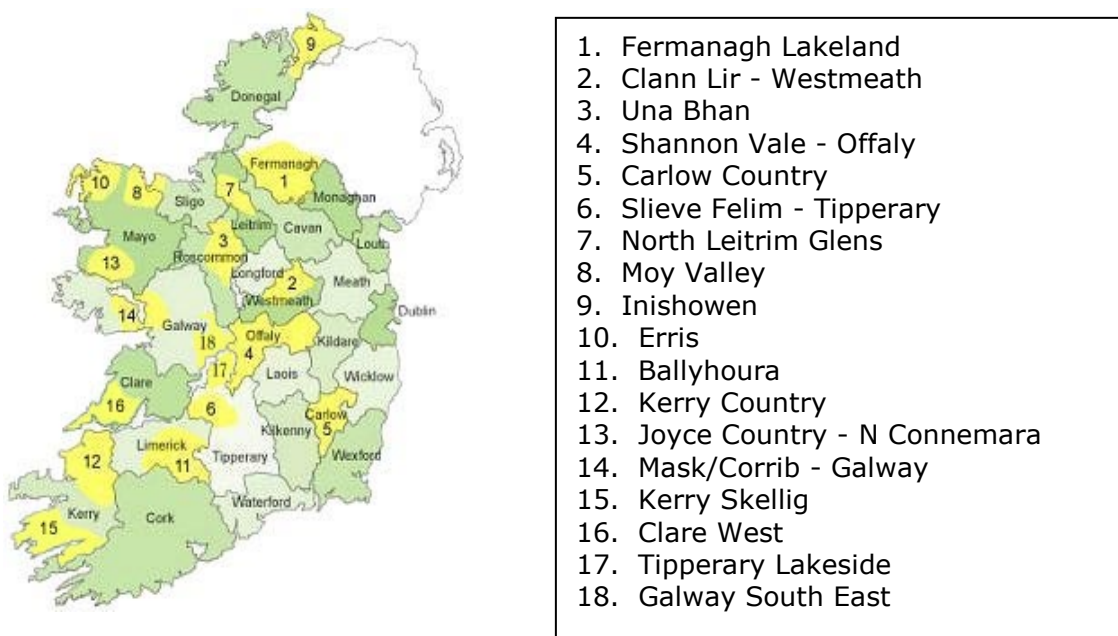 9
Donegal
Fermanagh
1
10
8
Sligo
7
Monaghan
Leitrim
Cavan
Mayo
3
Louth
13
Roscommon
Longford
2
Meath
14
Westmeath
Dublin
Galway
18
Offaly
4
Kildare
17
Laois
Clare
Wicklow
16
6
Carlow
5
Limerick
Kilkenny
12
11
Tipperary
Wexford
Waterford
Kerry
Cork
15
1. Fermanagh Lakeland
2. Clann Lir - Westmeath
3. Una Bhan
4. Shannon Vale - Offaly
5. Carlow Country
6. Slieve Felim - Tipperary
7. North Leitrim Glens
8. Moy Valley
9. Inishowen
10. Erris
11. Ballyhoura
12. Kerry Country
13. Joyce Country - N Connemara
14. Mask/Corrib - Galway
15. Kerry Skellig
16. Clare West
17. Tipperary Lakeside
18. Galway South East